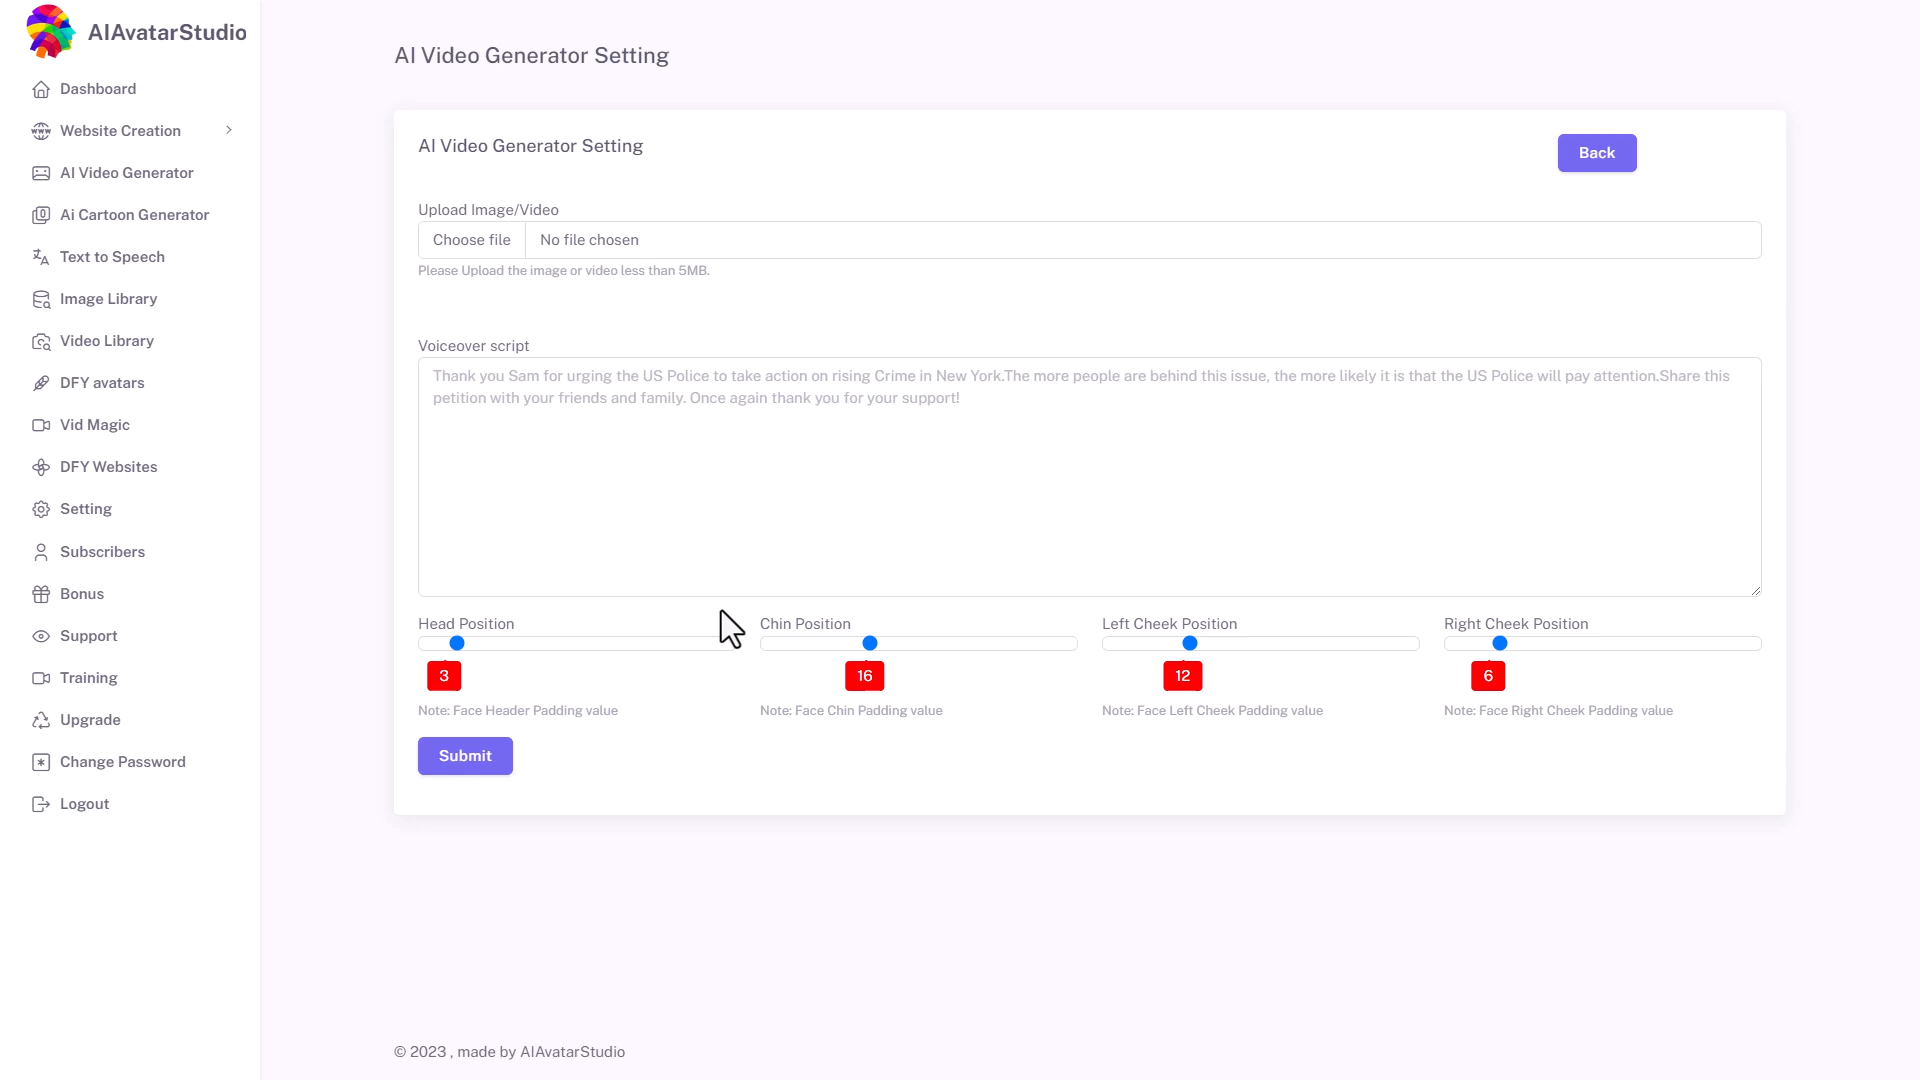 AIAvatarStudio
Dashboard
Website Creation
AI Video Generator
Ai Cartoon Generator
Text to Speech
Image Library
Video Library
DFY avatars
Vid Magic
DFY Websites
Setting
Subscribers
Bonus
Support
Training
Upgrade
Change Password
Logout
AI Video Generator Setting
AI Video Generator Setting
Back
Upload Image/Video
Choose file No file chosen
Please Upload the image or video less than 5MB.
Voiceover script
Thank you Sam for urging the US Police to take action on rising Crime in New York.The more people are behind this issue, the more likely it is that the US Police will pay attention.Share this
petition with your friends and family. Once again thank you for your support!
Head Position
3
Note: Face Header Padding value
Chin Position
16
Note: Face Chin Padding value
Left Cheek Position
12
Note: Face Left Cheek Padding value
Right Cheek Position
6
Note: Face Right Cheek Padding value
Submit
© 2023 , made by AIAvatarStudio